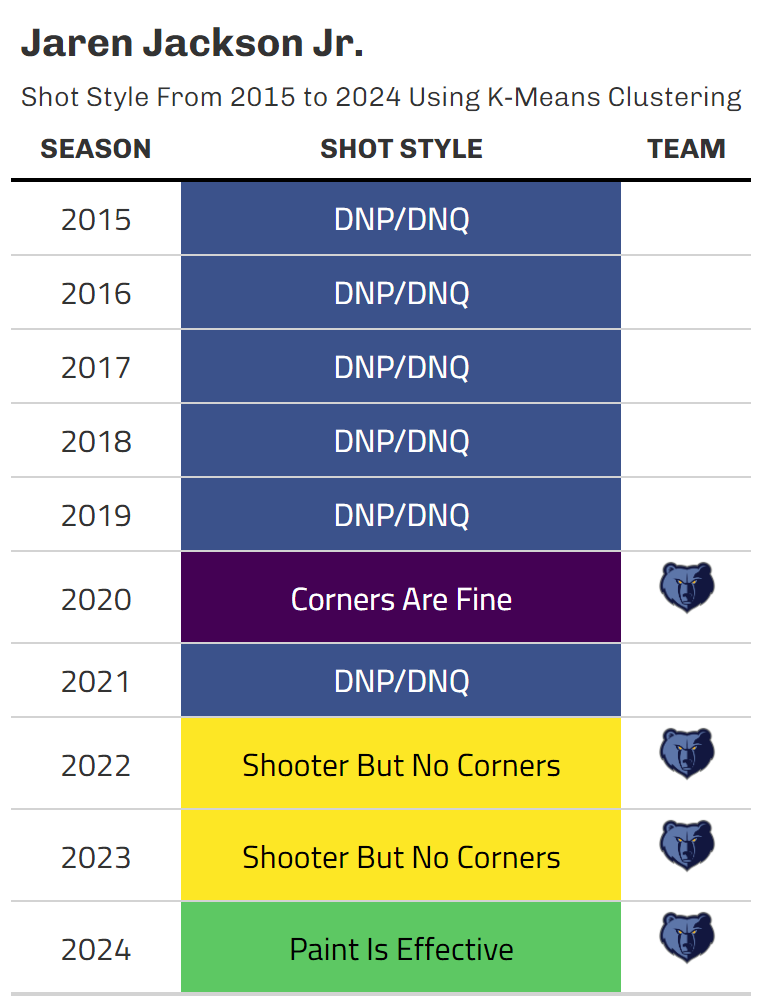 Jaren Jackson Jr.
Shot Style From 2015 to 2024 Using K-Means Clustering
SEASON SHOT STYLE TEAM
2015 DNP/DNQ
2016 DNP/DNQ
2017 DNP/DNQ
2018 DNP/DNQ
2019 DNP/DNQ
2020 Corners Are Fine
2021 DNP/DNQ
2022 Shooter But No Corners
2023 Shooter But No Corners
2024 Paint Is Effective